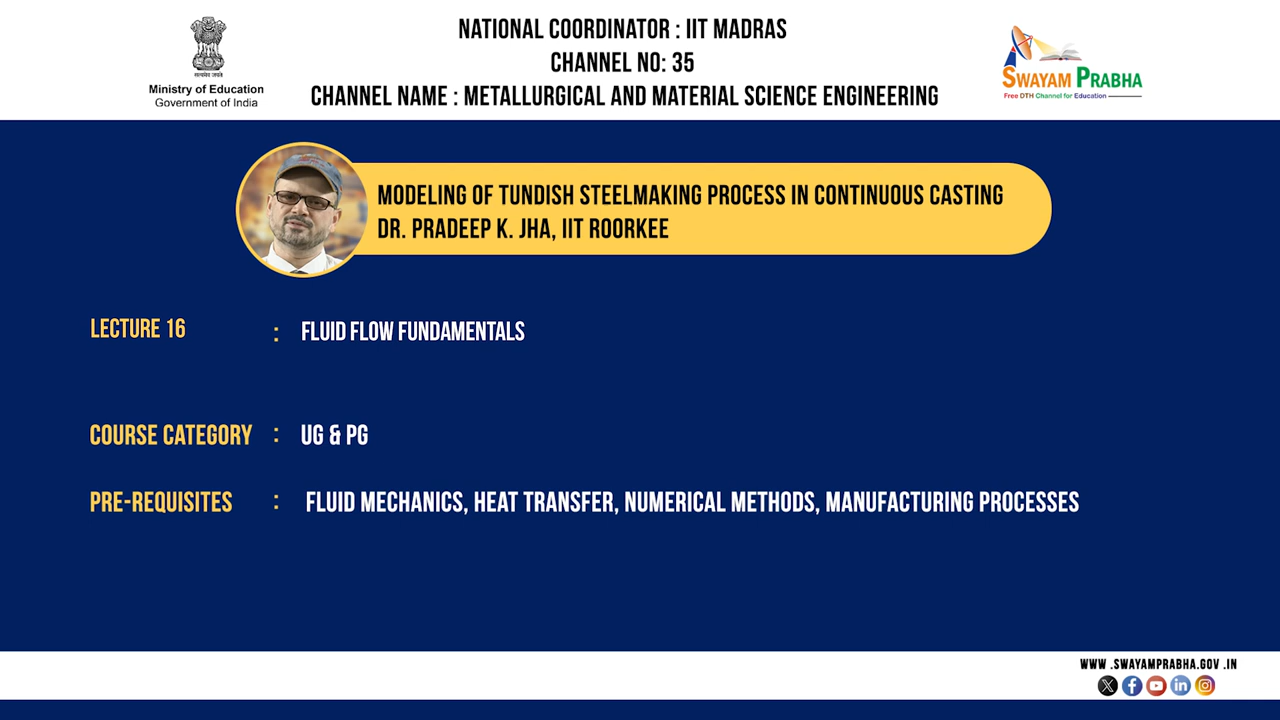 NATIONAL COORDINATOR : IIT MADRAS
CHANNEL NO: 35
CHANNEL NAME : METALLURGICAL AND MATERIAL SCIENCE ENGINEERING
सत्यमेव जयते
Ministry of Education
Government of India
SWAYAM PRABHA
Free DTH Channel for Education
MODELING OF TUNDISH STEELMAKING PROCESS IN CONTINUOUS CASTING
DR. PRADEEP K. JHA, IIT ROORKEE
LECTURE 16 : FLUID FLOW FUNDAMENTALS
COURSE CATEGORY : UG & PG
PRE-REQUISITES : FLUID MECHANICS, HEAT TRANSFER, NUMERICAL METHODS, MANUFACTURING PROCESSES
WWW .SWAYAMPRABHA.GOV .IN